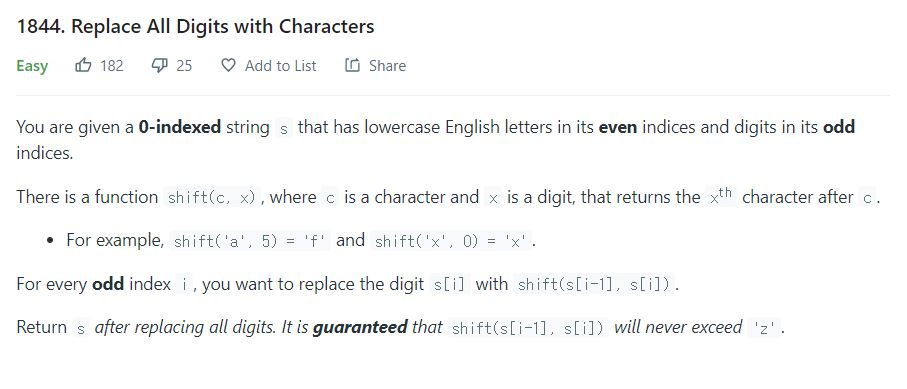 1844. Replace All Digits with Characters
Easy 182 25 Add to List Share
You are given a 0-indexed string s that has lowercase English letters in its even indices and digits in its odd
indices.
There is a function shift(c, x) , where c is a character and x is a digit, that returns the xth character after c .
• For example, shift('a', 5) = 'f' and shift('x', 0) = 'x' .
For every odd index i , you want to replace the digit s[i] with shift(s[i-1], s[i]) .
Return s after replacing all digits. It is guaranteed that shift(s[i-1], s[i]) will never exceed 'z' .